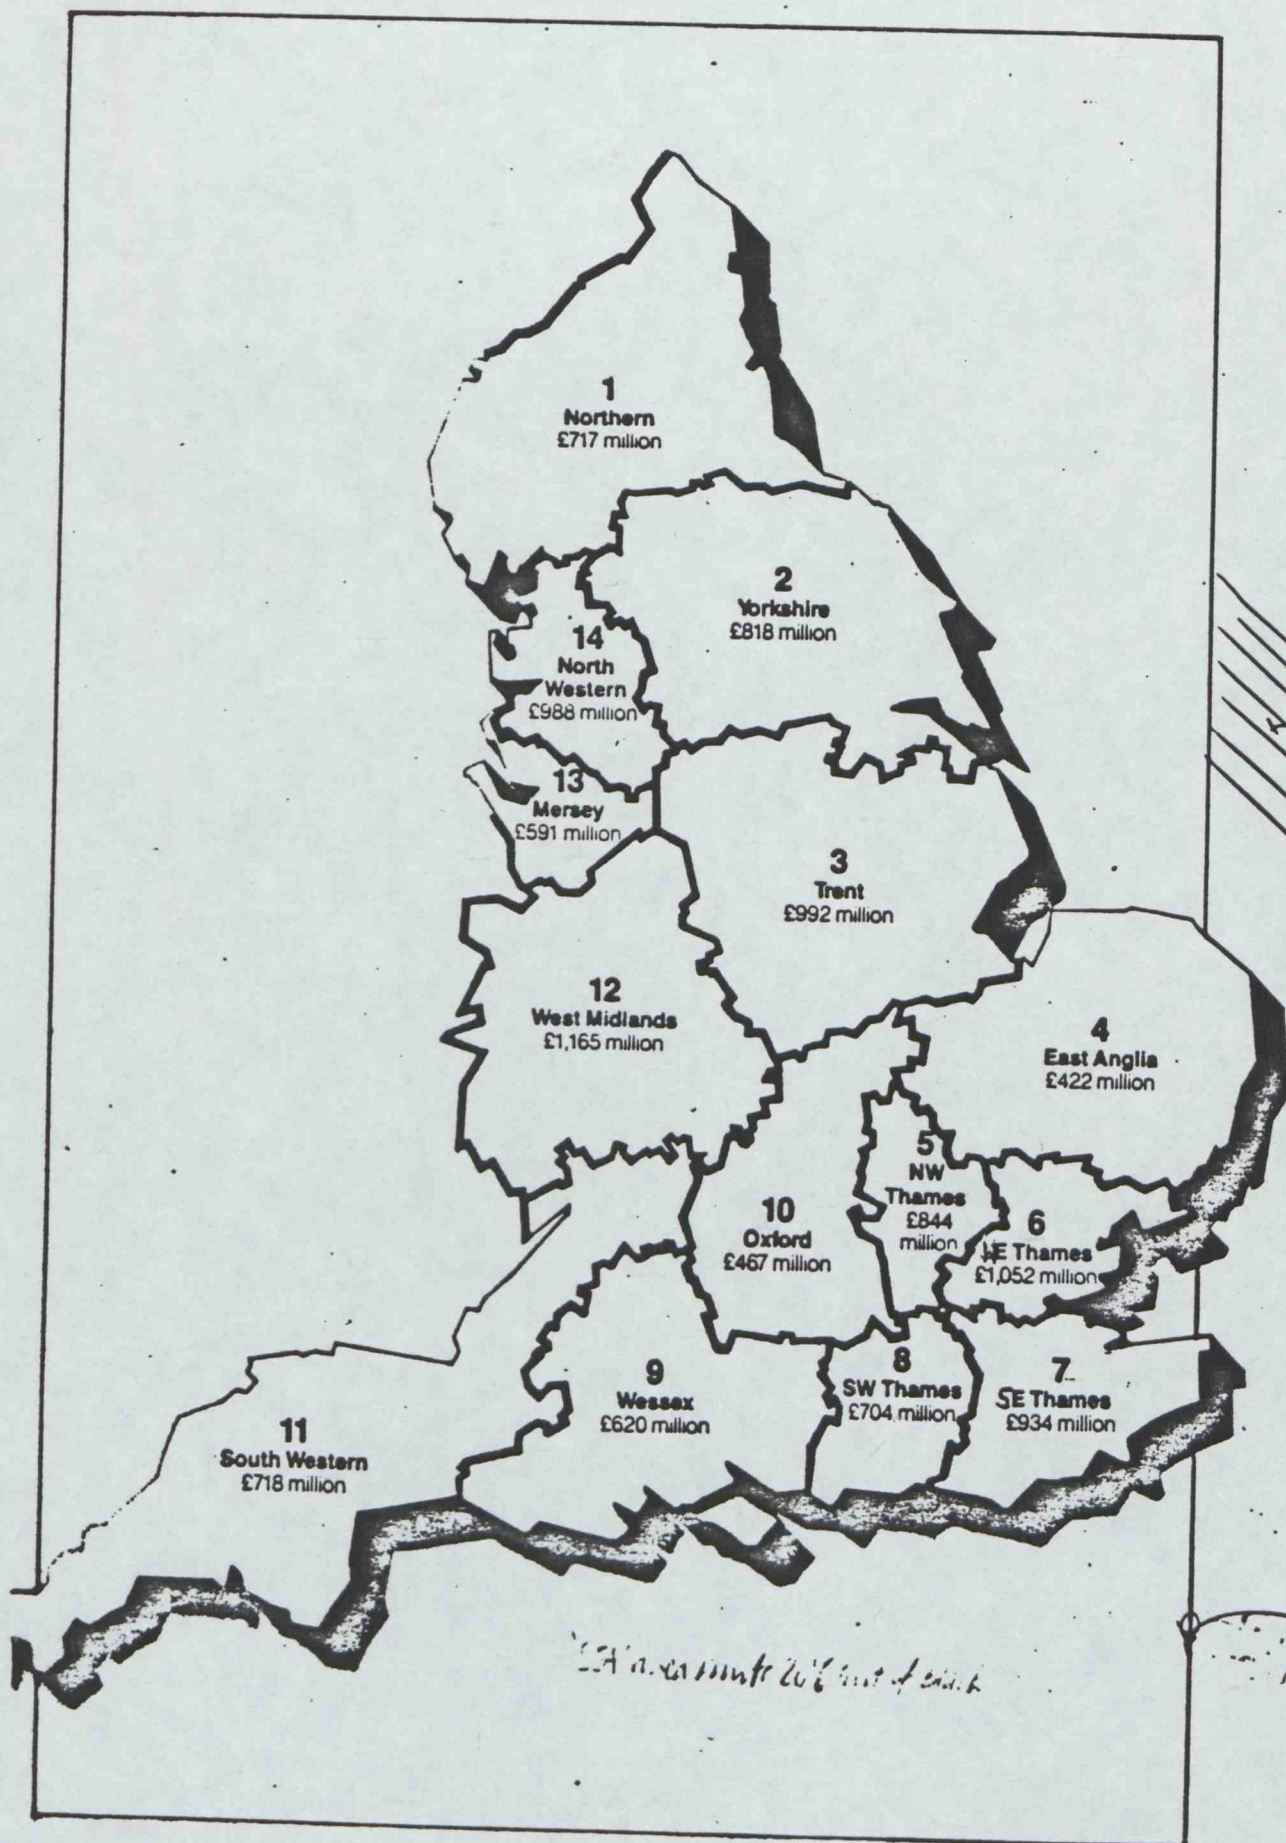 1
Northern
£717 million
2
Yorkshire
£818 million
14
North
Western
£988 million
13
Mersey
£591 million
3
Trent
£992 million
12
West Midlands
£1,165 million
4
East Anglia
£422 million
5
NW
Thames
£844
million
6
NE Thames
£1,052 million
10
Oxford
£467 million
9
Wessex
£620 million
8
SW Thames
£704 million
7
SE Thames
£934 million
11
South Western
£718 million
area of